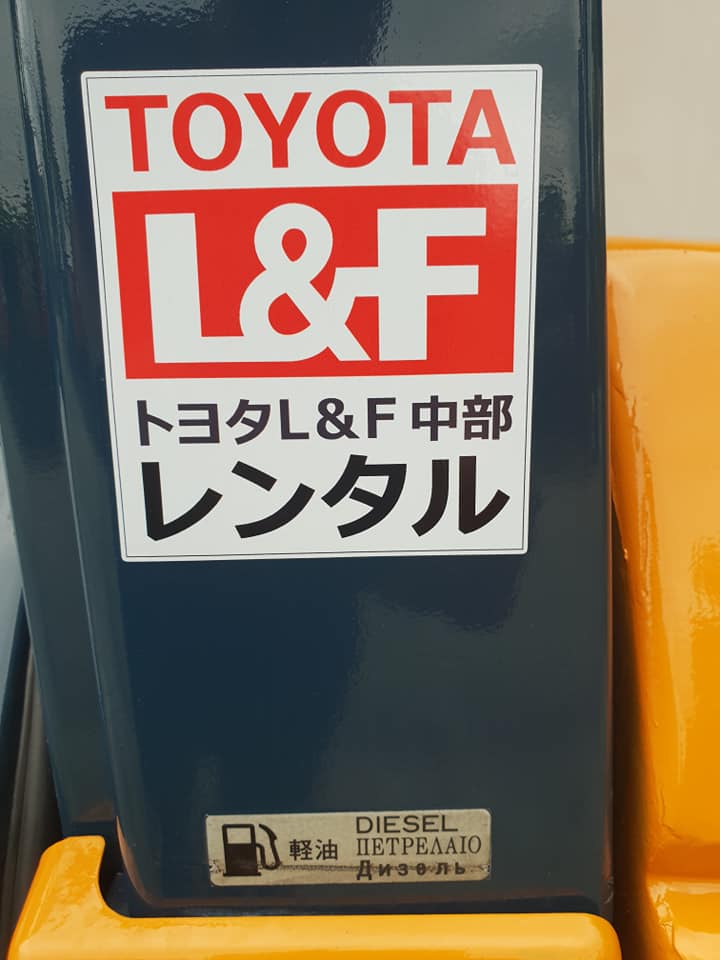 TOYOTA
L&F
トヨタL&F 中部
レンタル
軽油
DIESEL
ΠΕΤΡΕΛΑΙΟ
Дизель